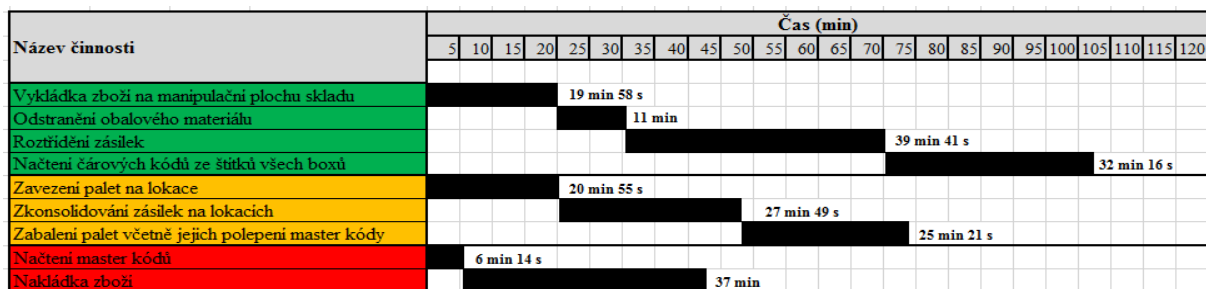 Čas (min)
Název činnosti
5 10 15 20 25 30 35 40 45 50 55 60 65 70 75 80 85 90 95 100 105 110 115 120
Vykládka zboží na manipulační plochu skladu 19 min 58 s
Odstranění obalového materiálu 11 min
Roztřídění zásilek 39 min 41 s
Načtení čárových kódů ze štítků všech boxů 32 min 16 s
Zavezení palet na lokace 20 min 55 s
Zkonsolidování zásilek na lokacích 27 min 49 s
Zabalení palet včetně jejich polepení master kódy 25 min 21 s
Načtení master kódů 6 min 14 s
Nakládka zboží 37 min